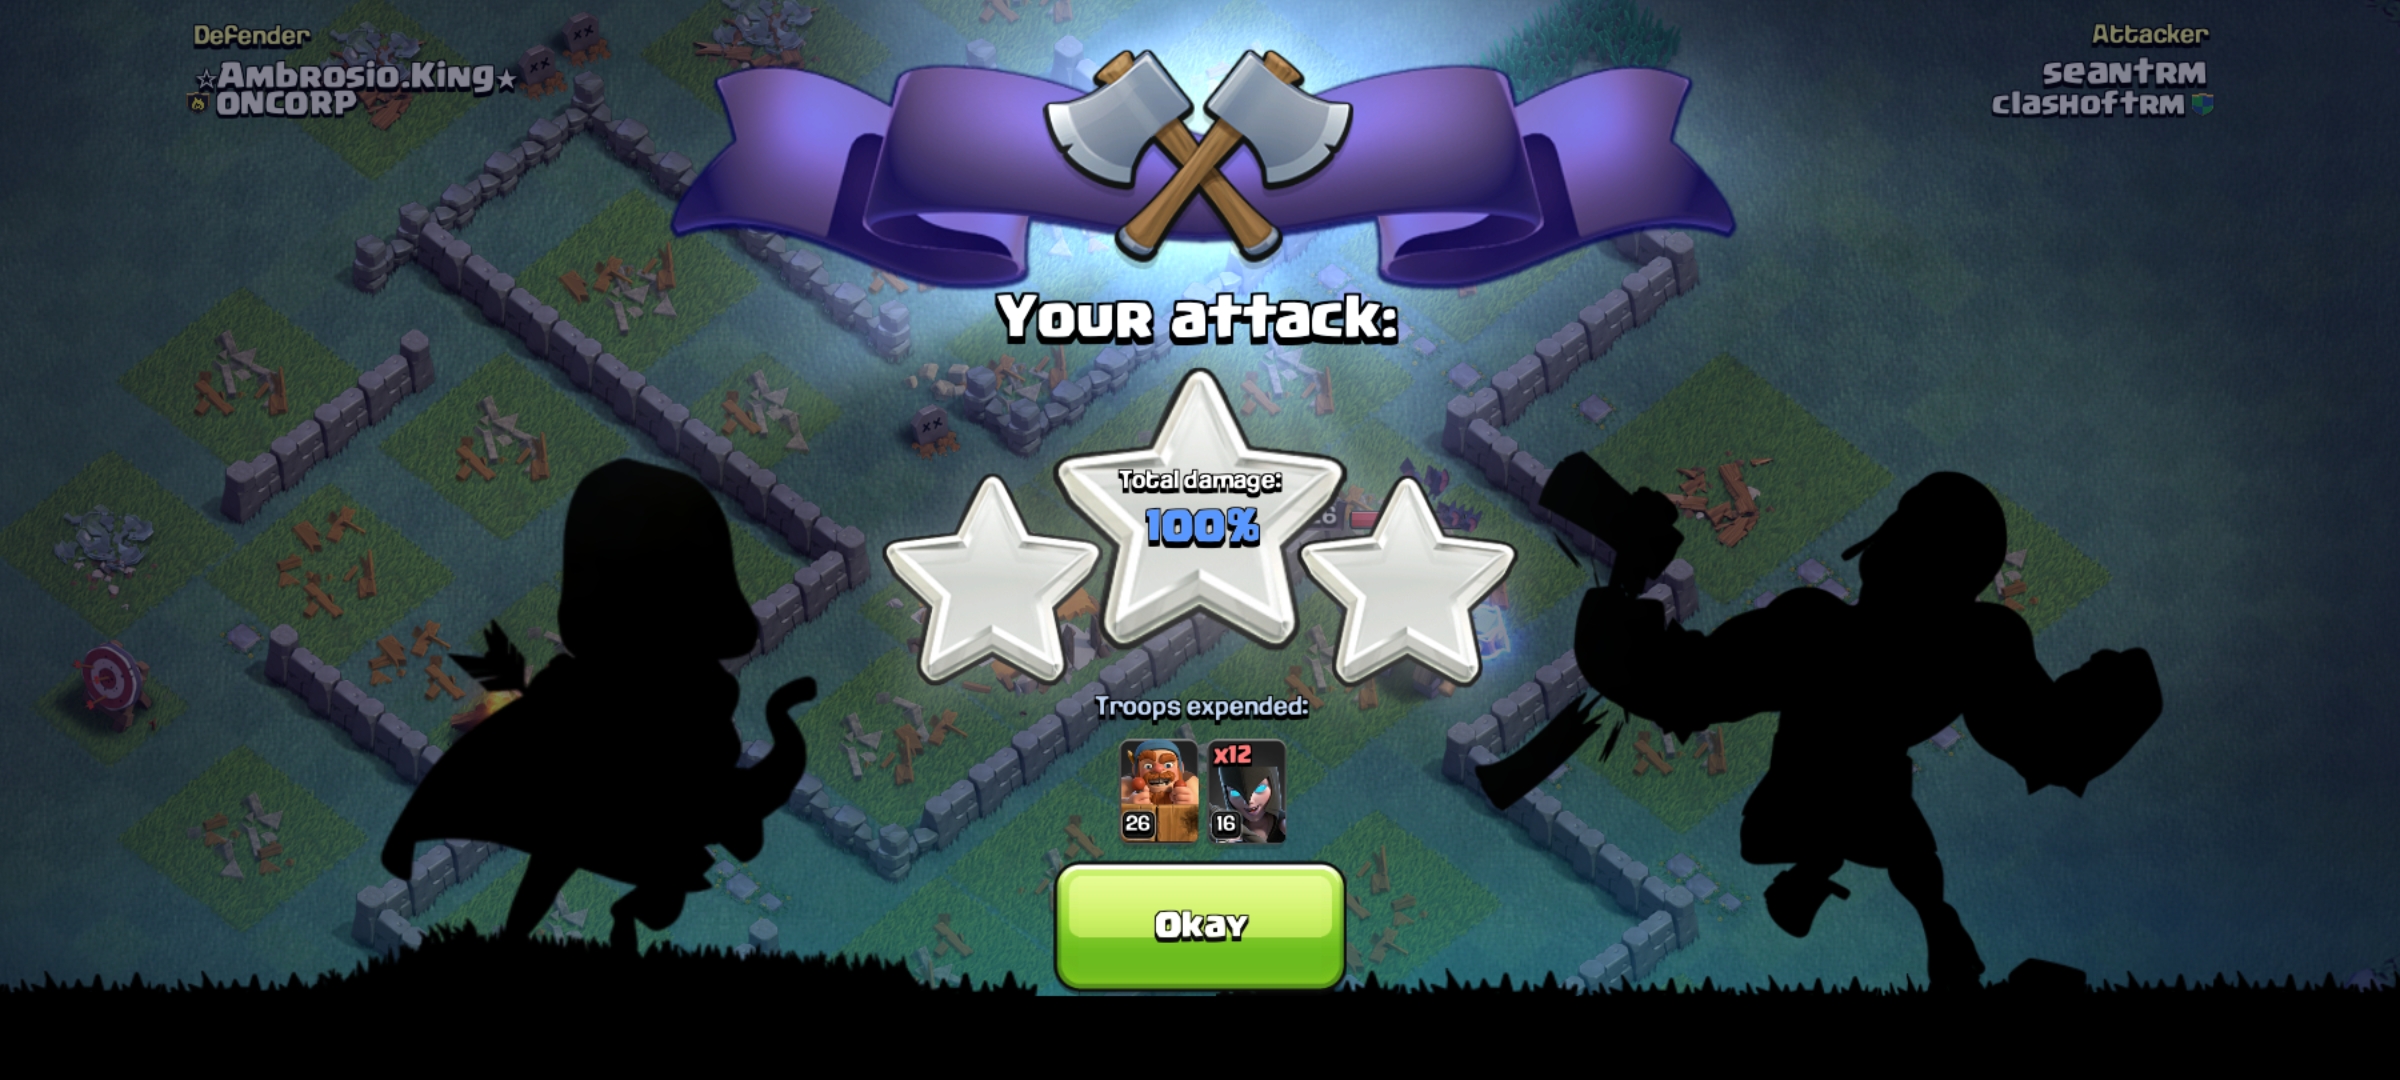 Defender
☆Ambrosio.King★
ONCORP
Attacker
seantRM
clashoftRM
Your attack:
Total damage:
100%
Troops expended:
x12
26
16
Okay